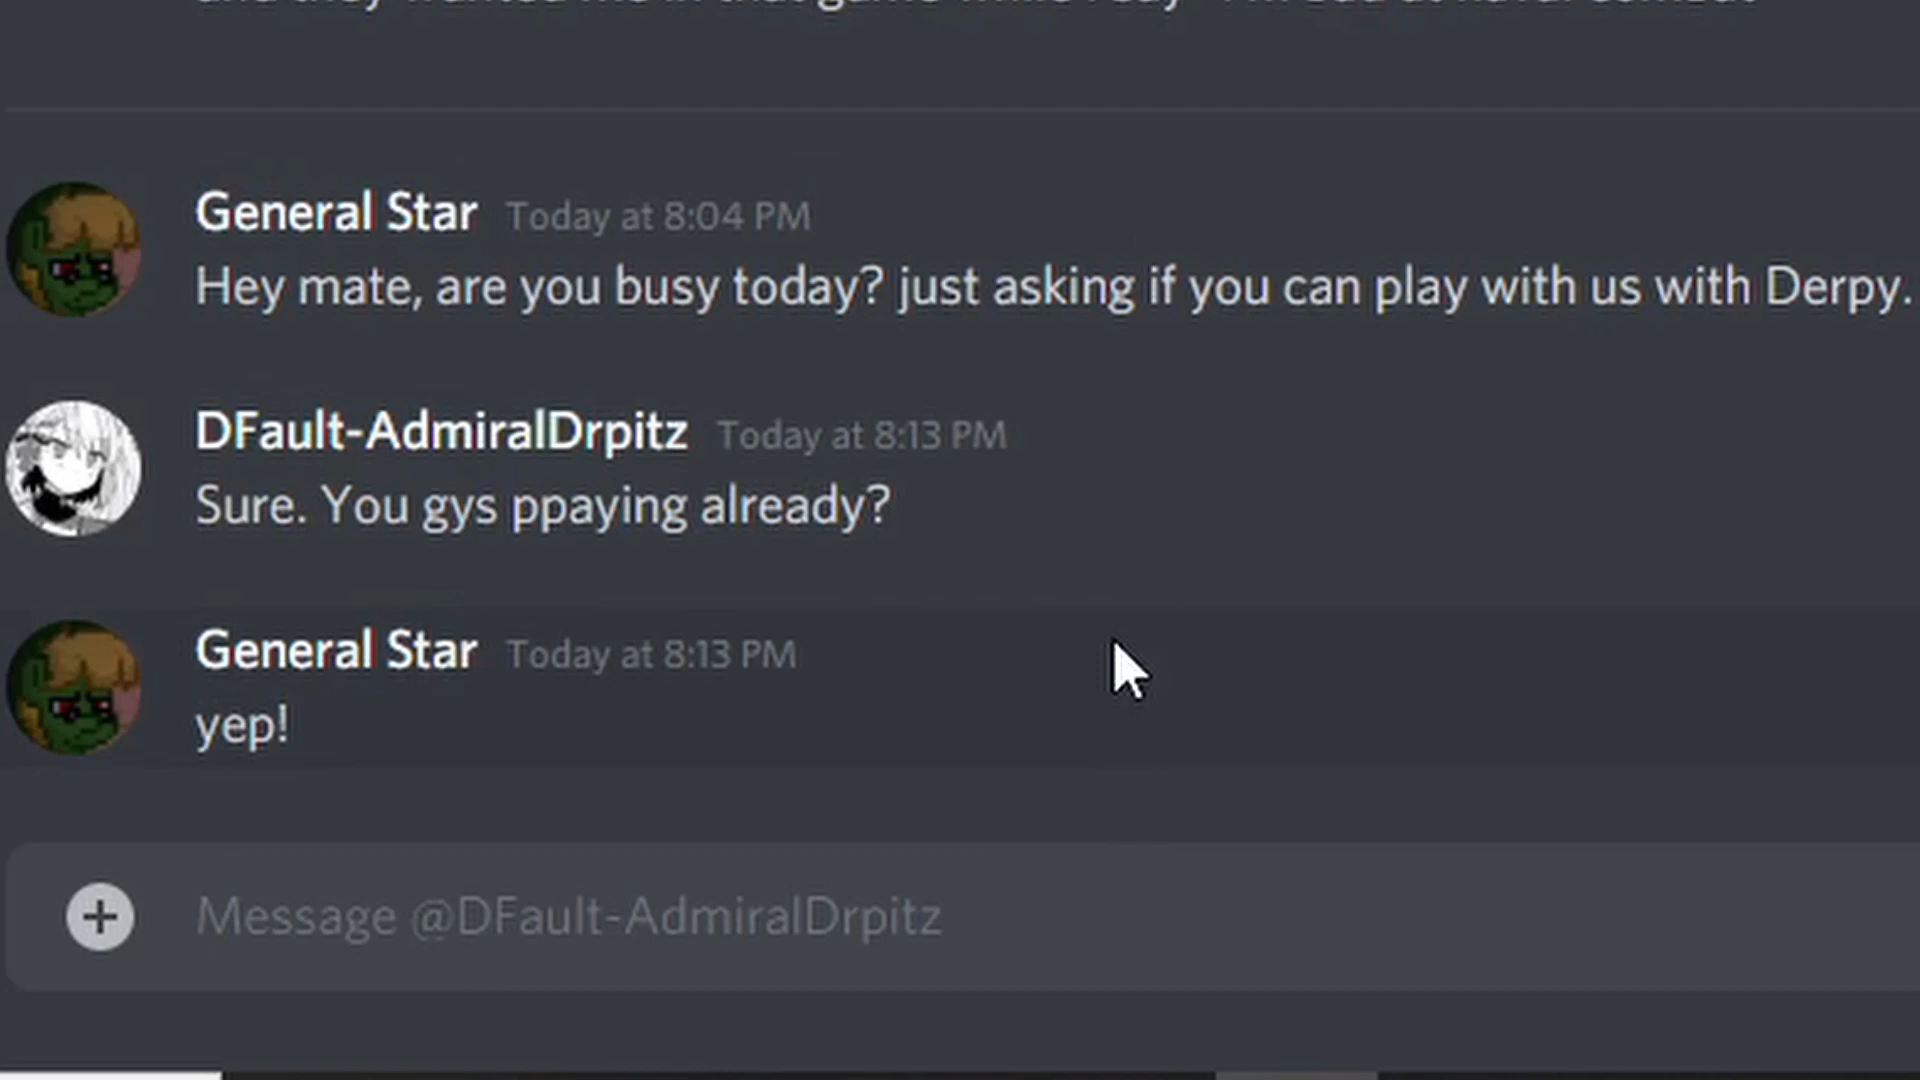 General Star Today at 8:04 PM
Hey mate, are you busy today? just asking if you can play with us with Derpy.
DFault-AdmiralDrpitz Today at 8:13 PM
Sure. You gys ppaying already?
General Star Today at 8:13 PM
yep!
Message @DFault-AdmiralDrpitz